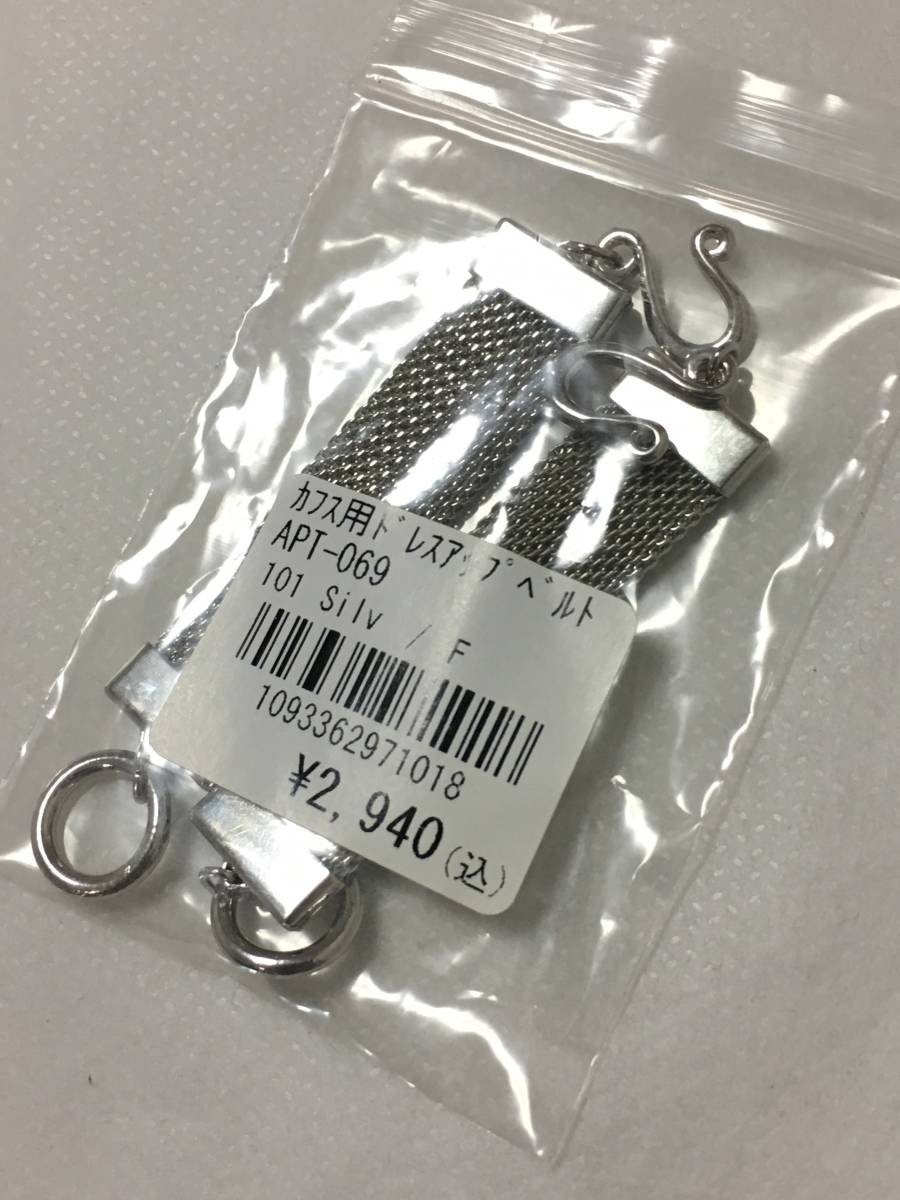 ｶﾌｽ用ﾄﾞﾚｽｱｯﾌﾟﾍﾞﾙﾄ
APT-069
101 Silv / F
1093362971018
¥2,940(込)